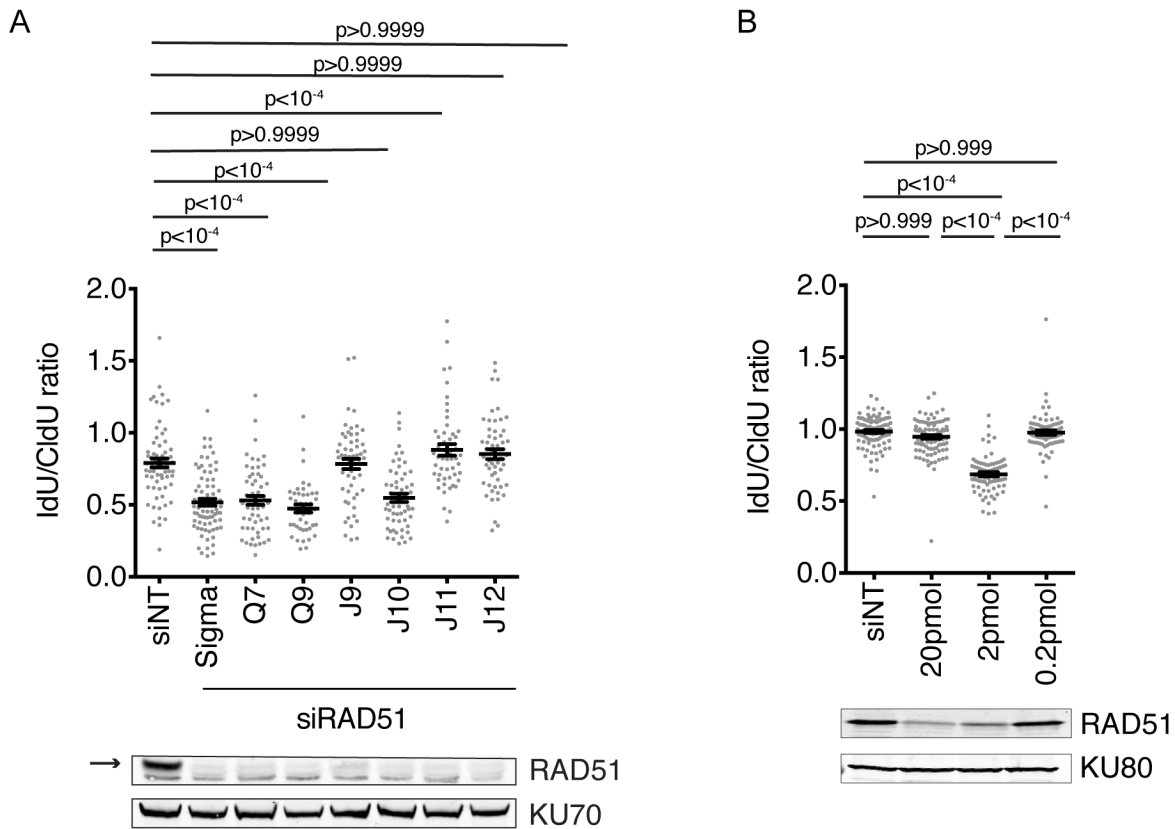 A
p>0.9999
p>0.9999
p<10-4
p>0.9999
p<10-4
p<10-4
p<10-4
IdU/CldU ratio
2.0
1.5
1.0
0.5
0.0
siNT
Sigma
Q7
Q9
J9
J10
J11
J12
siRAD51
→
RAD51
KU70
B
p>0.999
p<10-4
p>0.999 p<10-4 p<10-4
IdU/CldU ratio
2.0
1.5
1.0
0.5
0.0
siNT
20pmol
2pmol
0.2pmol
RAD51
KU80